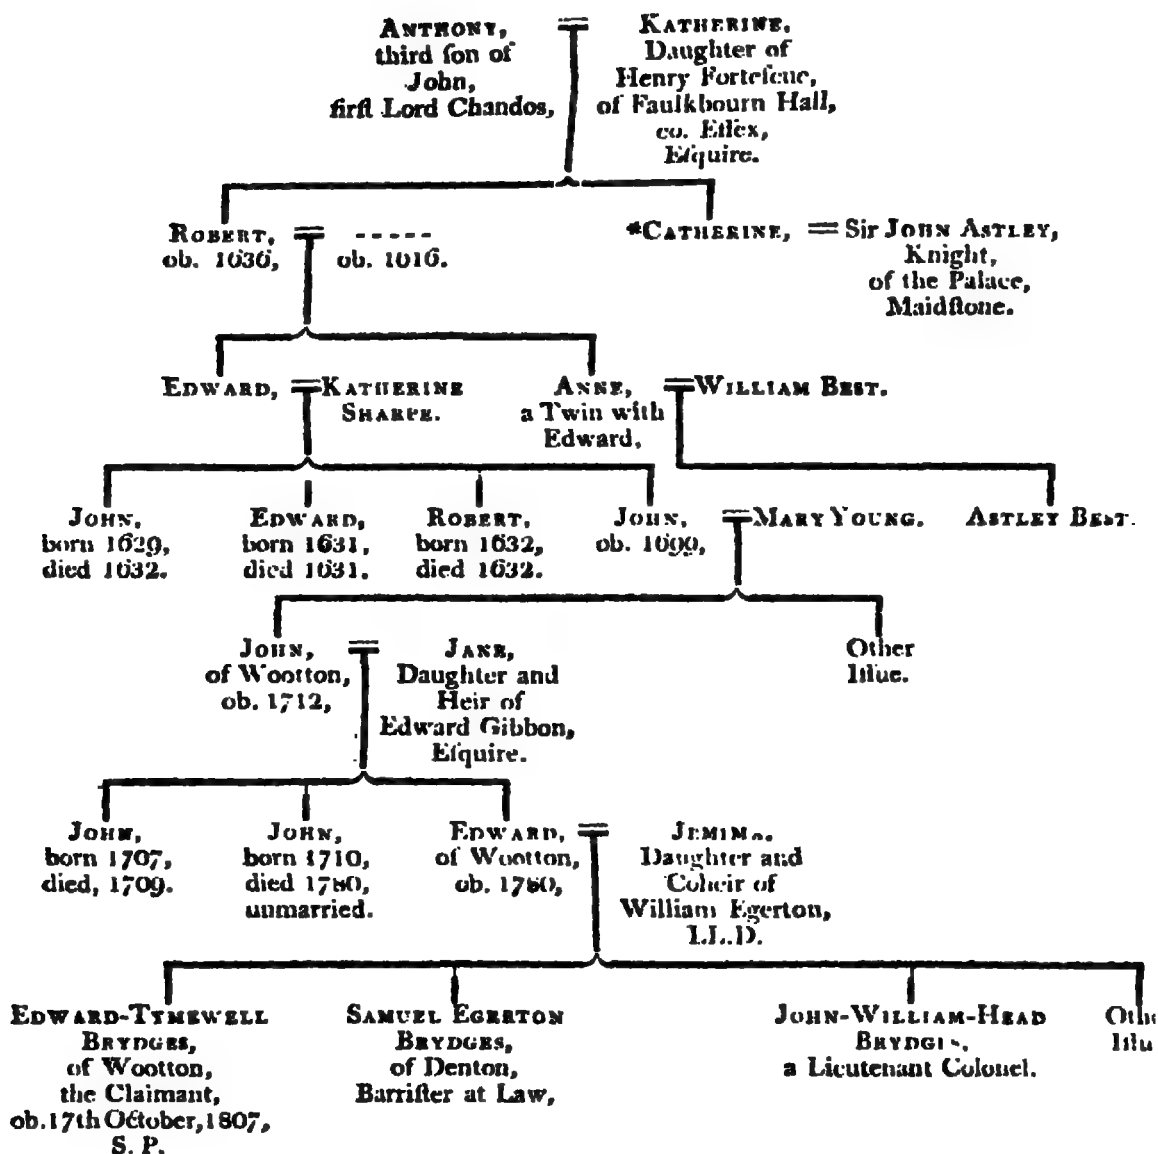 ANTHONY,
third ſon of
John,
firſt Lord Chandos,
KATHERINE,
Daughter of
Henry Forteſcue,
of Faulkbourn Hall,
co. Eſſex,
Eſquire.
ROBERT,
ob. 1636,
- - - - -
ob. 1616.
*CATHERINE,
Sir JOHN ASTLEY,
Knight,
of the Palace,
Maidſtone.
EDWARD,
KATHERINE
SHARPE.
ANNE,
a Twin with
Edward,
WILLIAM BEST.
JOHN,
born 1629,
died 1632.
EDWARD,
born 1631,
died 1631.
ROBERT,
born 1632,
died 1632.
JOHN,
ob. 1699,
MARY YOUNG.
ASTLEY BEST.
JOHN,
of Wootton,
ob. 1712,
JANE,
Daughter and
Heir of
Edward Gibbon,
Eſquire.
Other
Iſſue.
JOHN,
born 1707,
died, 1709.
JOHN,
born 1710,
died 1780,
unmarried.
EDWARD,
of Wootton,
ob. 1780,
JEMIMA,
Daughter and
Coheir of
William Egerton,
LL.D.
EDWARD-TYMEWELL
BRYDGES,
of Wootton,
the Claimant,
ob. 17th October, 1807,
S. P.
SAMUEL EGERTON
BRYDGES,
of Denton,
Barriſter at Law,
JOHN-WILLIAM-HEAD
BRYDGES,
a Lieutenant Colonel.